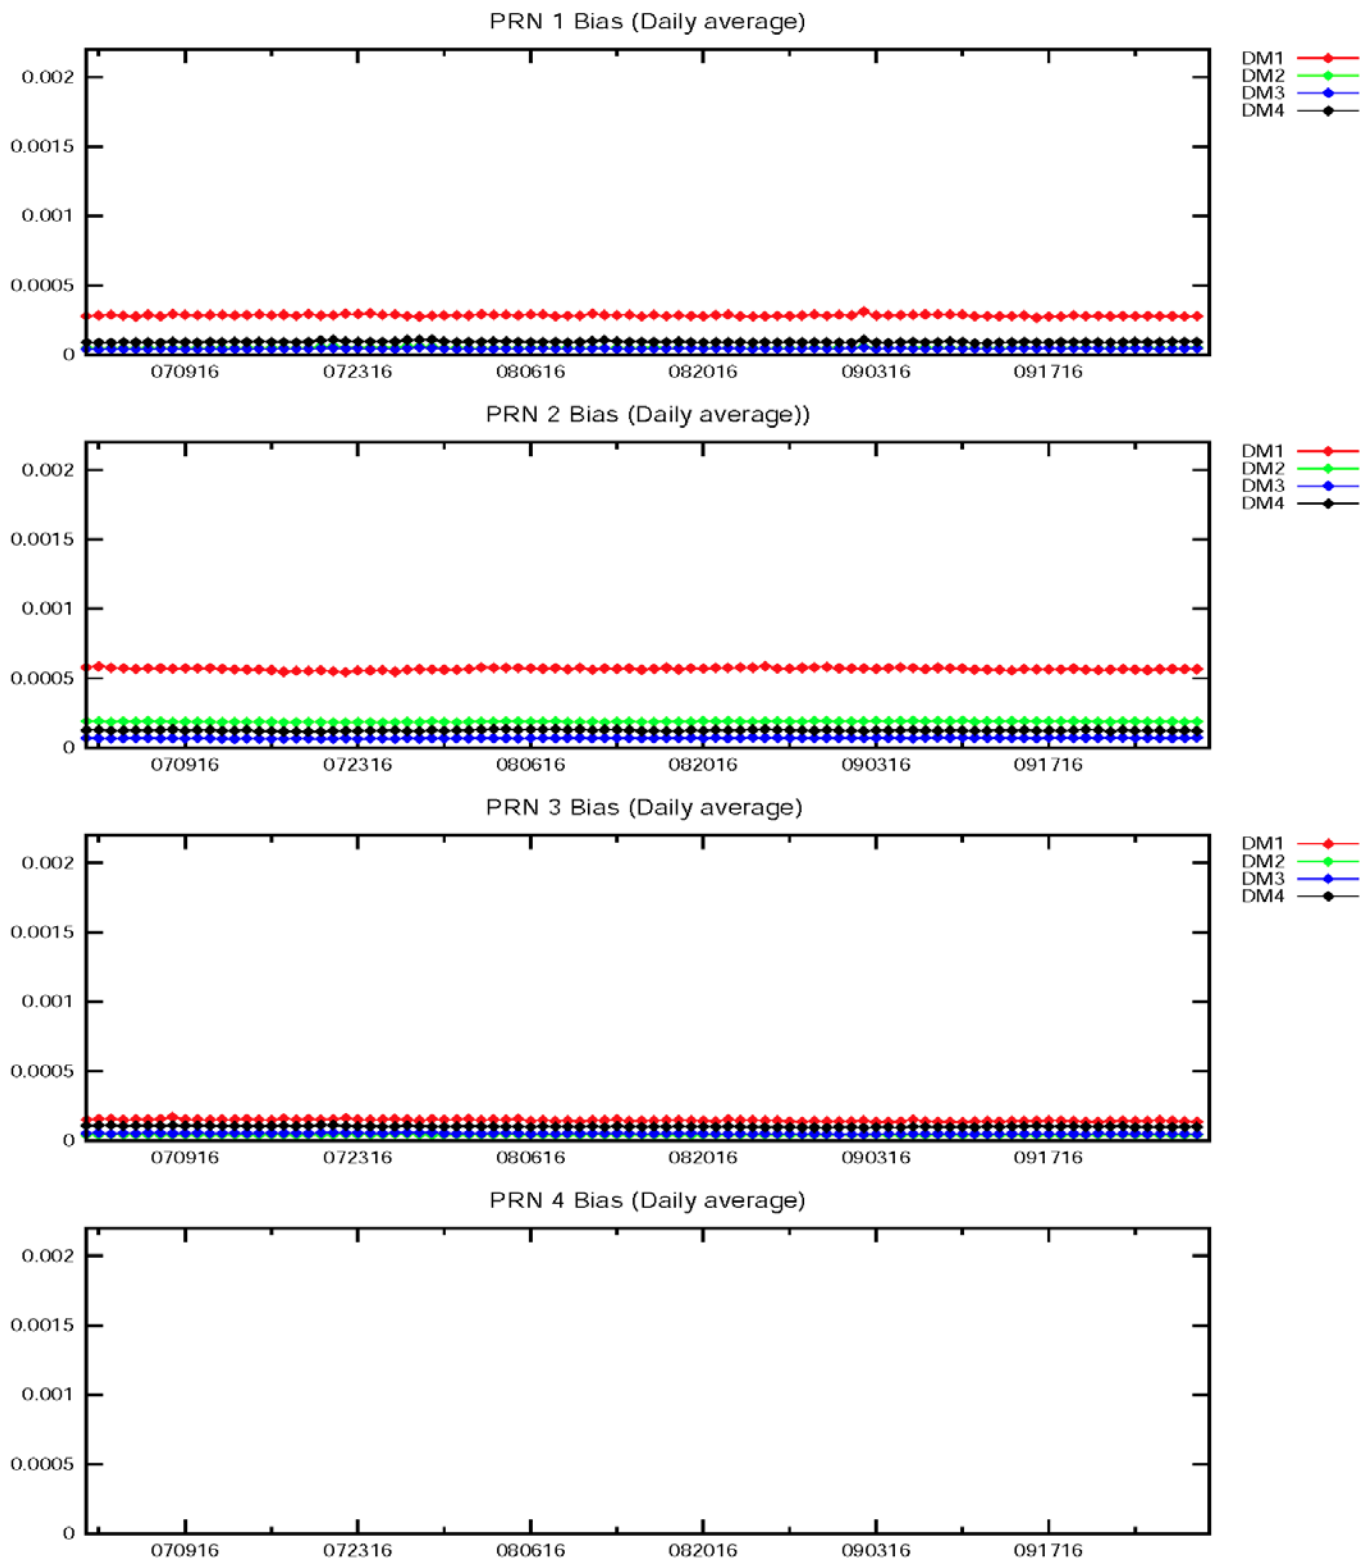 PRN 1 Bias (Daily average)
0.002
0.0015
0.001
0.0005
0
070916 072316 080616 082016 090316 091716
DM1
DM2
DM3
DM4
PRN 2 Bias (Daily average))
0.002
0.0015
0.001
0.0005
0
070916 072316 080616 082016 090316 091716
DM1
DM2
DM3
DM4
PRN 3 Bias (Daily average)
0.002
0.0015
0.001
0.0005
0
070916 072316 080616 082016 090316 091716
DM1
DM2
DM3
DM4
PRN 4 Bias (Daily average)
0.002
0.0015
0.001
0.0005
0
070916 072316 080616 082016 090316 091716